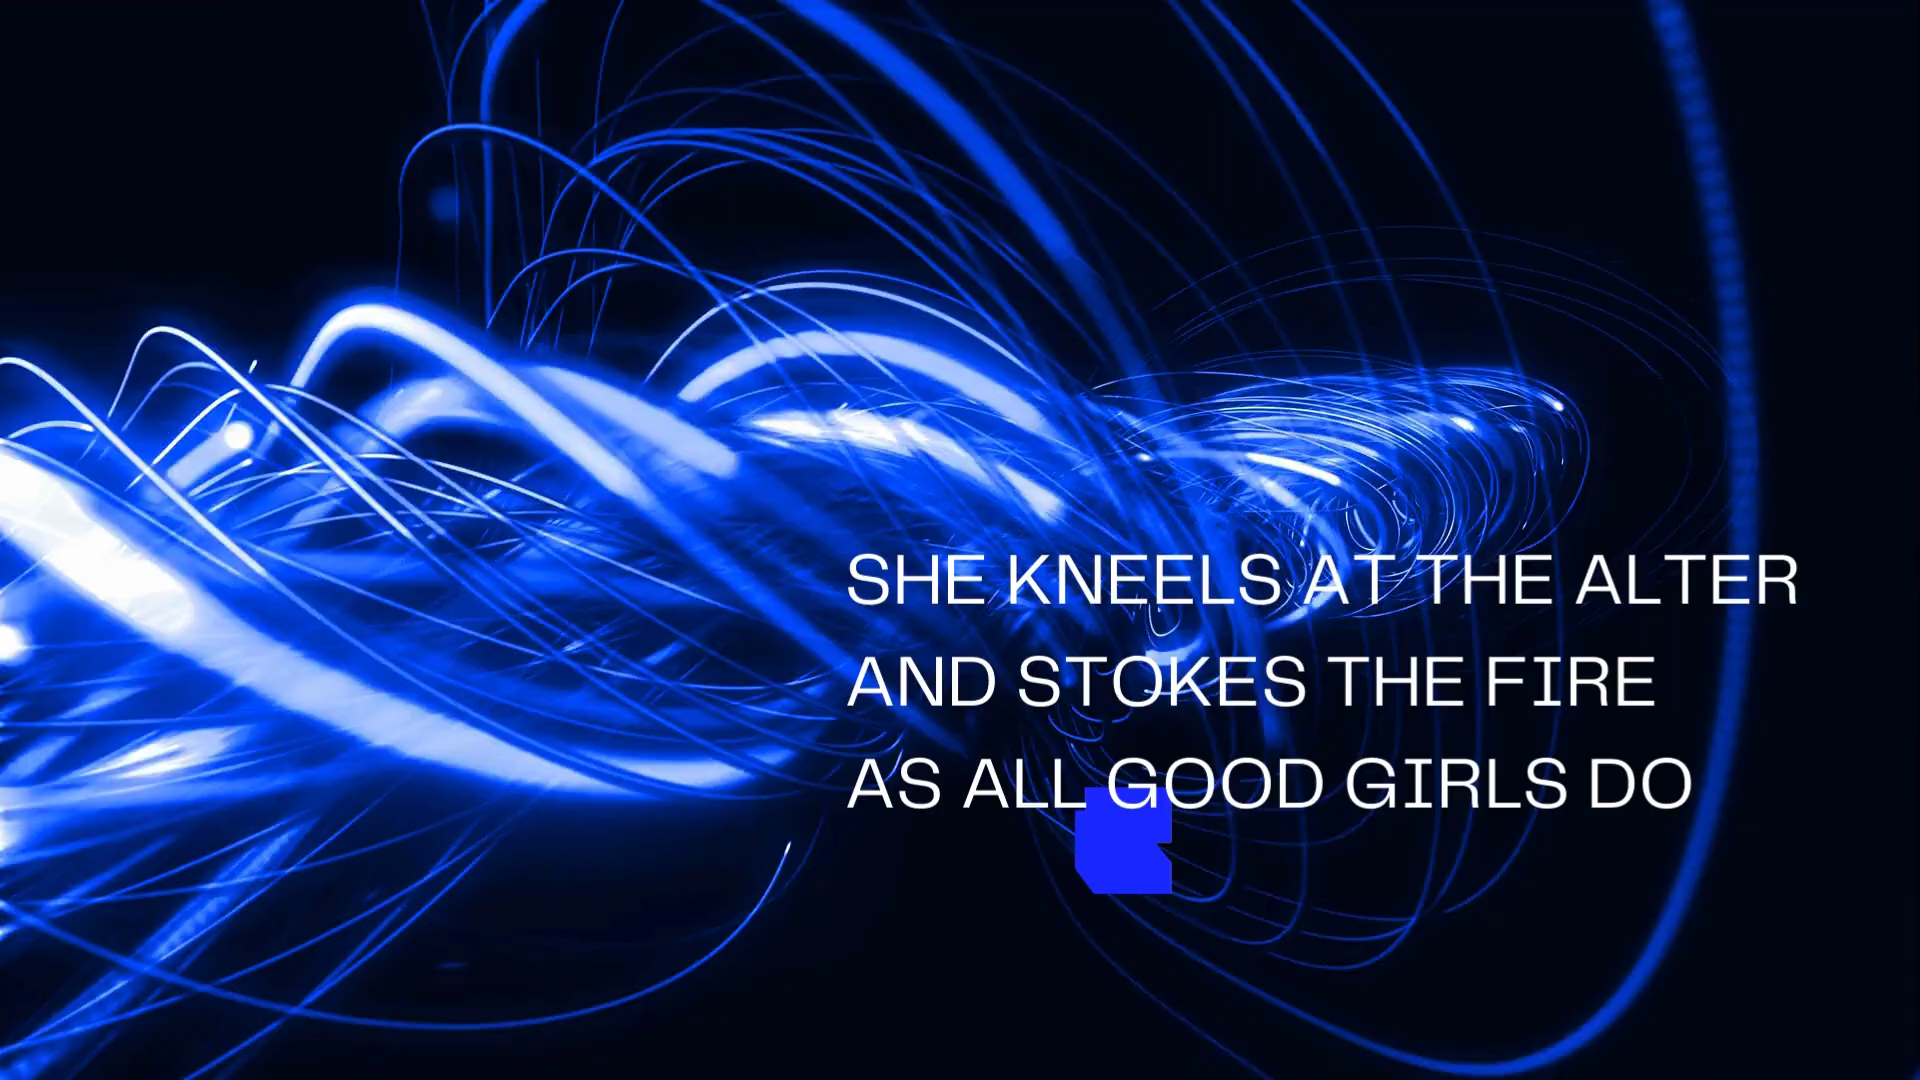 SHE KNEELS AT THE ALTER
AND STOKES THE FIRE
AS ALL GOOD GIRLS DO